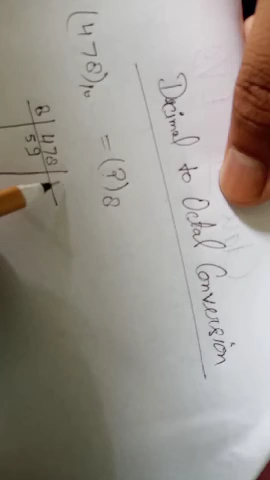 Decimal to Octal Conversion
(478)₁₀ = (?)₈
8 | 478
59